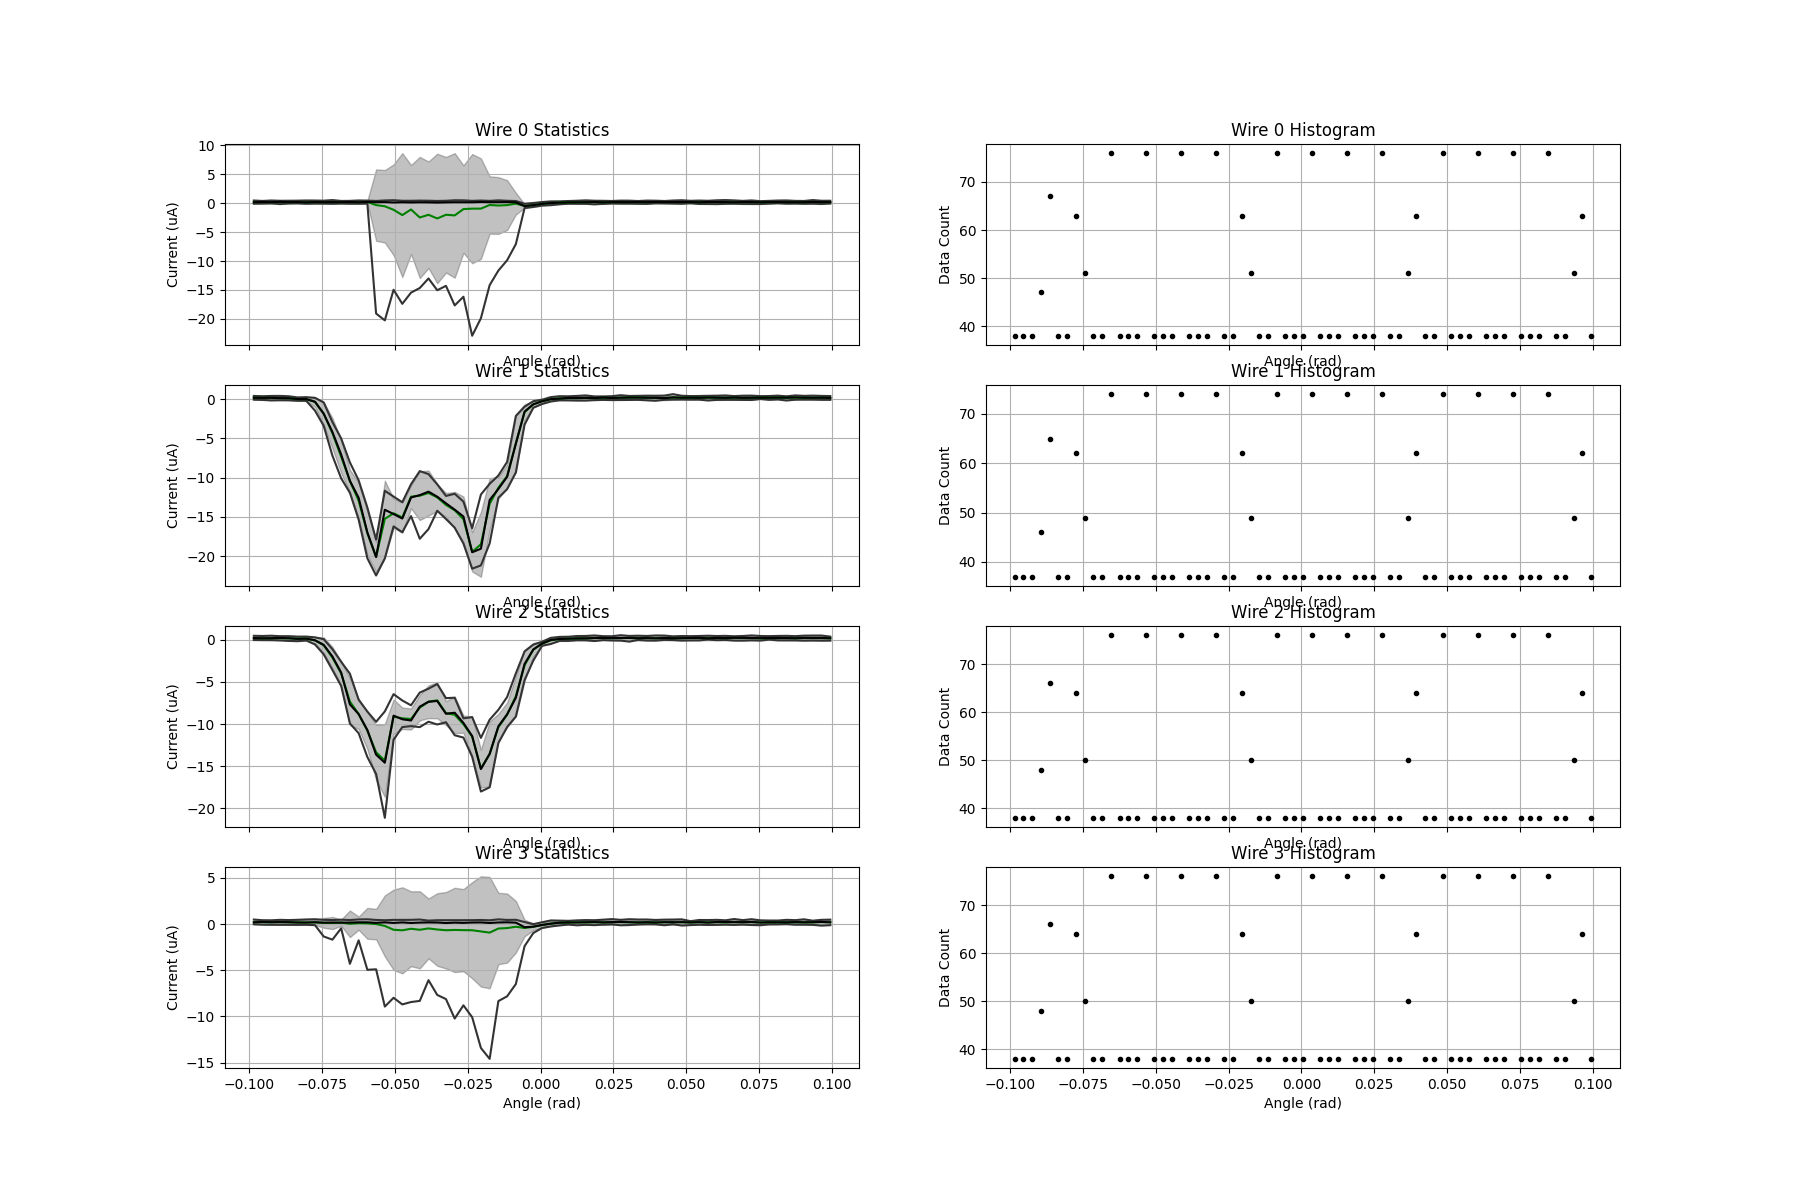 Wire 0 Statistics
10
5
0
−5
−10
−15
−20
Current (uA)
Angle (rad)
Wire 0 Histogram
70
60
50
40
Data Count
Angle (rad)
Wire 1 Statistics
0
−5
−10
−15
−20
Current (uA)
Angle (rad)
Wire 1 Histogram
70
60
50
40
Data Count
Angle (rad)
Wire 2 Statistics
0
−5
−10
−15
−20
Current (uA)
Angle (rad)
Wire 2 Histogram
70
60
50
40
Data Count
Angle (rad)
Wire 3 Statistics
5
0
−5
−10
−15
Current (uA)
−0.100 −0.075 −0.050 −0.025 0.000 0.025 0.050 0.075 0.100
Angle (rad)
Wire 3 Histogram
70
60
50
40
Data Count
−0.100 −0.075 −0.050 −0.025 0.000 0.025 0.050 0.075 0.100
Angle (rad)